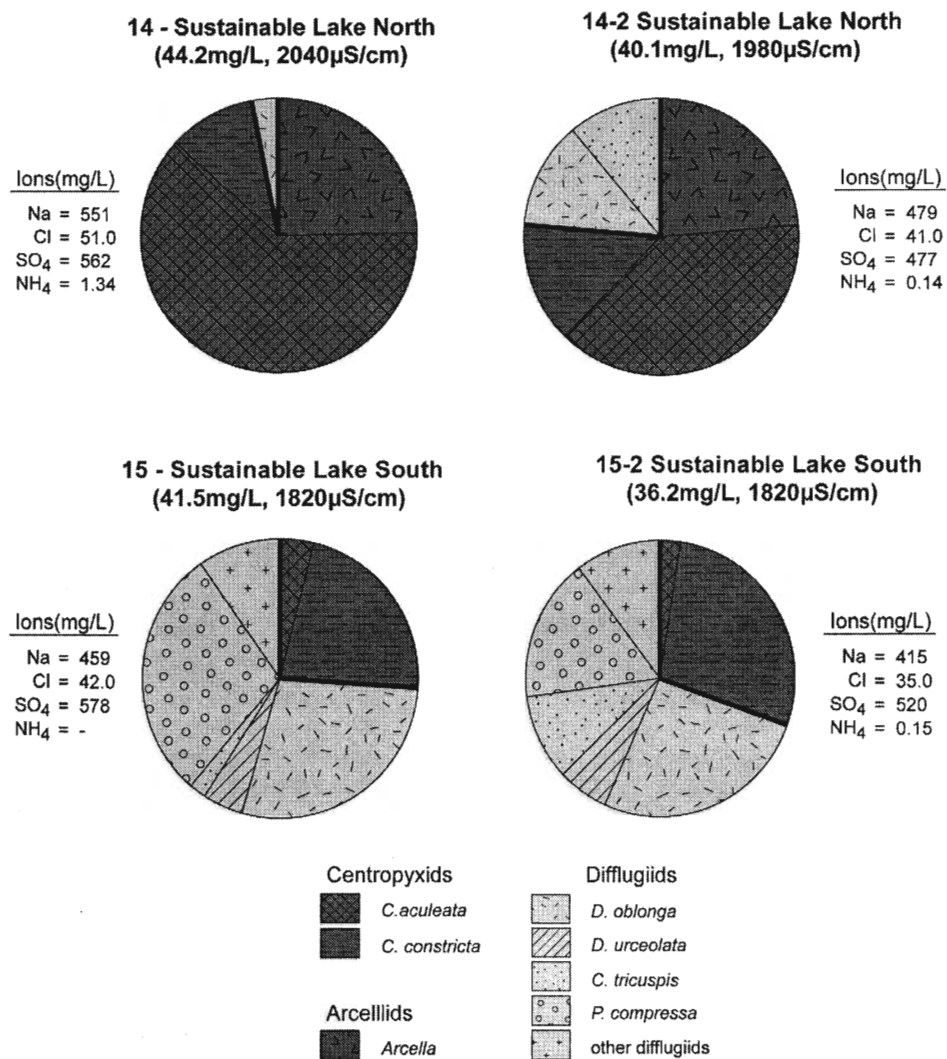 14 - Sustainable Lake North
(44.2mg/L, 2040µS/cm)
Ions(mg/L)
Na = 551
Cl = 51.0
SO4 = 562
NH4 = 1.34
14-2 Sustainable Lake North
(40.1mg/L, 1980µS/cm)
Ions(mg/L)
Na = 479
Cl = 41.0
SO4 = 477
NH4 = 0.14
15 - Sustainable Lake South
(41.5mg/L, 1820µS/cm)
Ions(mg/L)
Na = 459
Cl = 42.0
SO4 = 578
NH4 = -
15-2 Sustainable Lake South
(36.2mg/L, 1820µS/cm)
Ions(mg/L)
Na = 415
Cl = 35.0
SO4 = 520
NH4 = 0.15
Centropyxids
C.aculeata
C. constricta
Arcelllids
Arcella
Difflugiids
D. oblonga
D. urceolata
C. tricuspis
P. compressa
other difflugiids